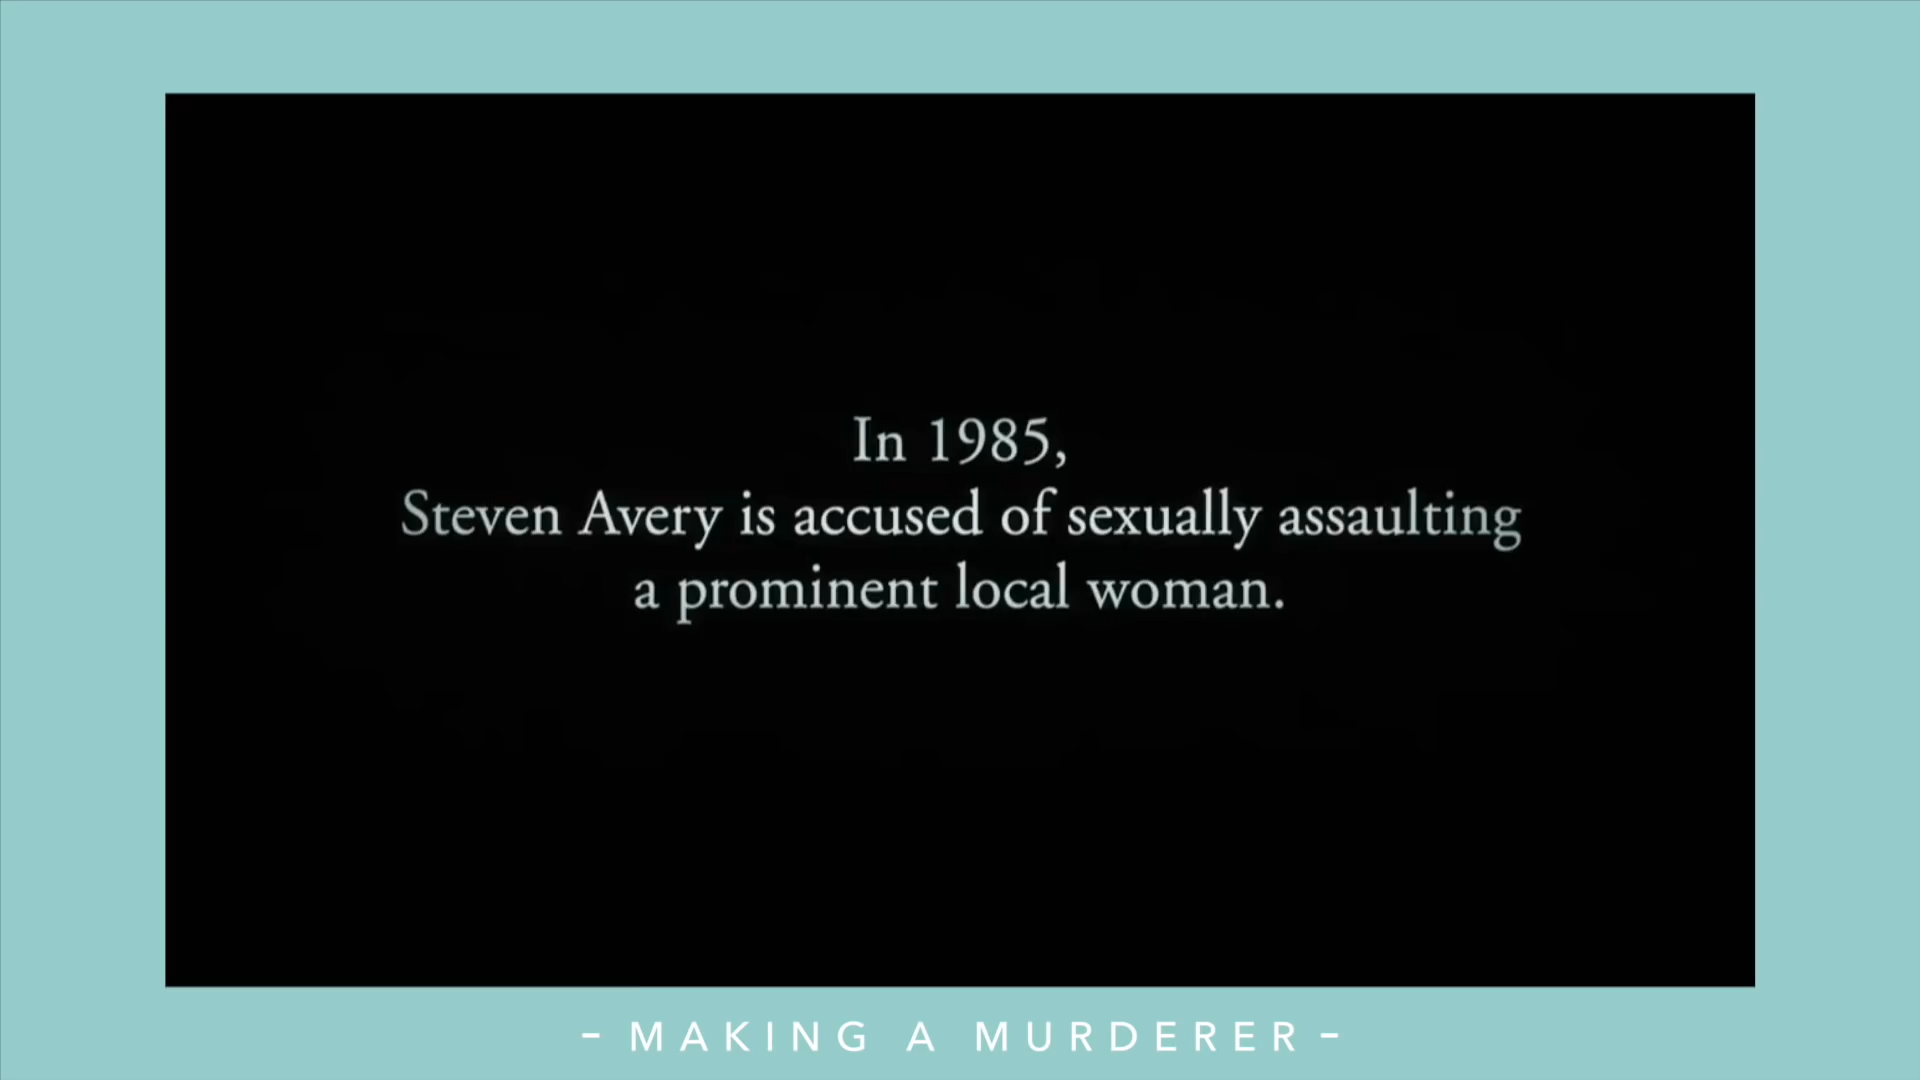 In 1985,
Steven Avery is accused of sexually assaulting
a prominent local woman.
- MAKING A MURDERER -